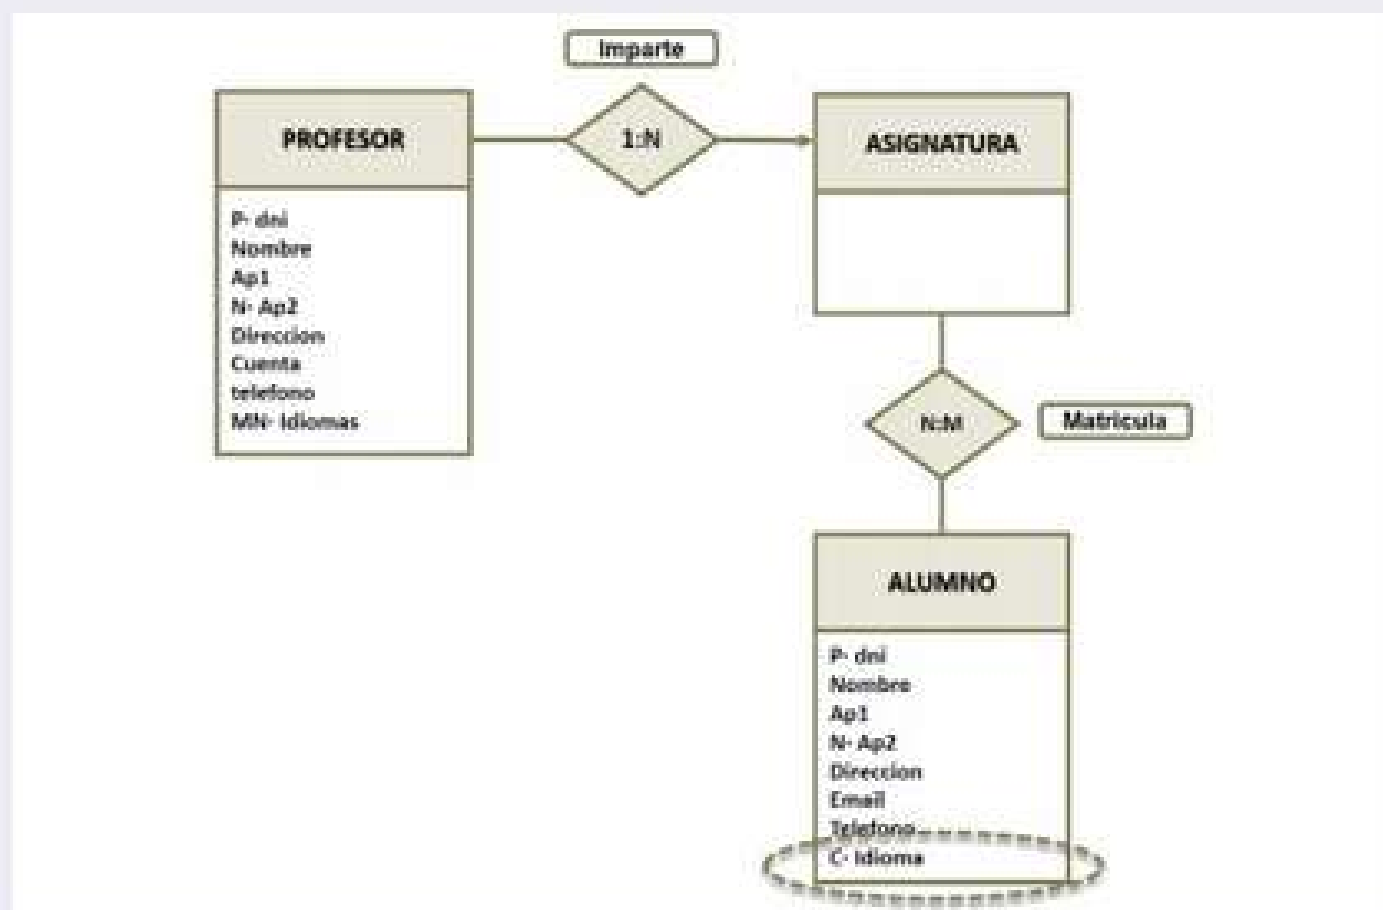 Imparte
PROFESOR
1:N
ASIGNATURA
P- dni
Nombre
Ap1
N- Ap2
Direccion
Cuenta
telefono
MN- Idiomas
N:M
Matricula
ALUMNO
P- dni
Nombre
Ap1
N- Ap2
Direccion
Email
Telefono
C- Idioma